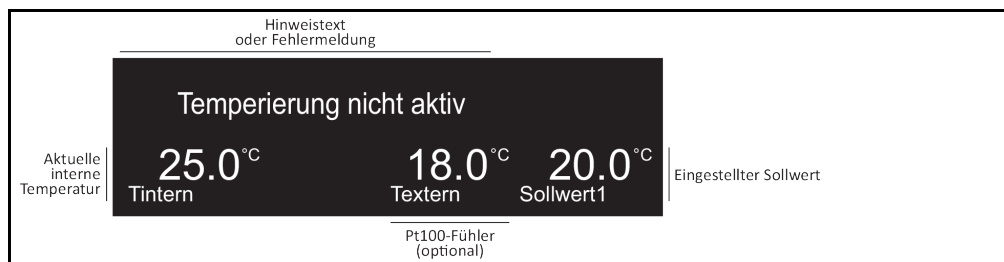 Hinweistext
oder Fehlermeldung
Temperierung nicht aktiv
Aktuelle
interne
Temperatur
25.0°C
18.0°C
20.0°C
Tintern
Textern
Sollwert1
Eingestellter Sollwert
Pt100-Fühler
(optional)